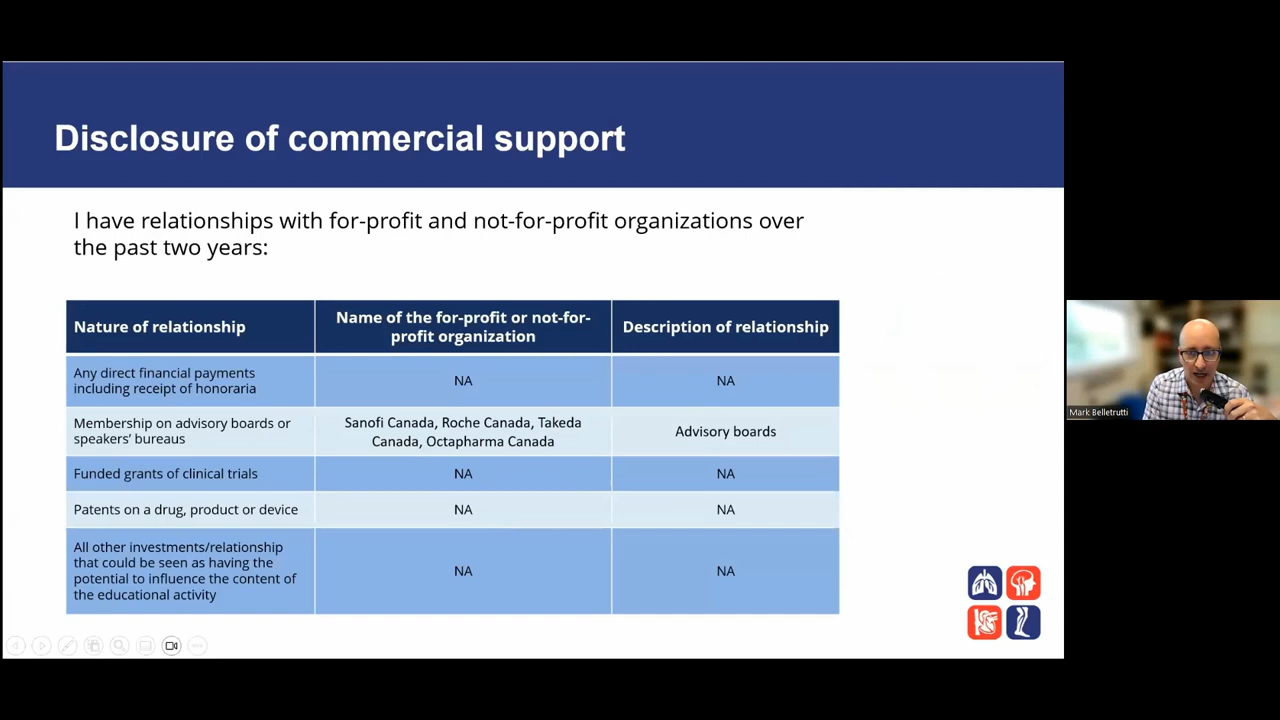 Disclosure of commercial support
I have relationships with for-profit and not-for-profit organizations over
the past two years:
Nature of relationship
Name of the for-profit or not-for-
profit organization
Description of relationship
Any direct financial payments
including receipt of honoraria
NA
NA
Membership on advisory boards or
speakers' bureaus
Sanofi Canada, Roche Canada, Takeda
Canada, Octapharma Canada
Advisory boards
Funded grants of clinical trials
NA
NA
Patents on a drug, product or device
NA
NA
All other investments/relationship
that could be seen as having the
potential to influence the content of
the educational activity
NA
NA
Mark Belletrutti